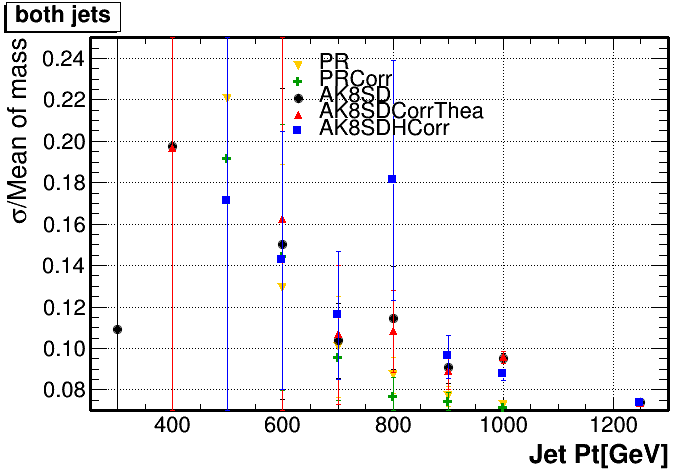 both jets
σ/Mean of mass
PR
PRCorr
AK8SD
AK8SDCorrThea
AK8SDHCorr
0.24
0.22
0.20
0.18
0.16
0.14
0.12
0.10
0.08
400 600 800 1000 1200
Jet Pt[GeV]